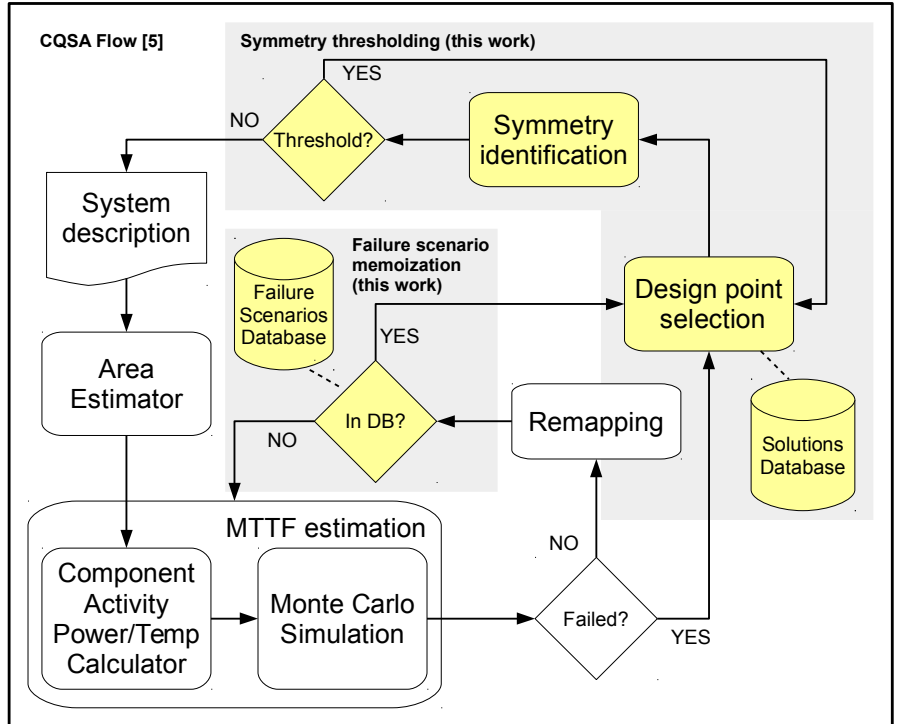 CQSA Flow [5]
Symmetry thresholding (this work)
YES
NO
Threshold?
Symmetry
identification
System
description
Failure scenario
memoization
(this work)
Failure
Scenarios
Database
YES
Design point
selection
Area
Estimator
In DB?
NO
Remapping
Solutions
Database
MTTF estimation
NO
Component
Activity
Power/Temp
Calculator
Monte Carlo
Simulation
Failed?
YES